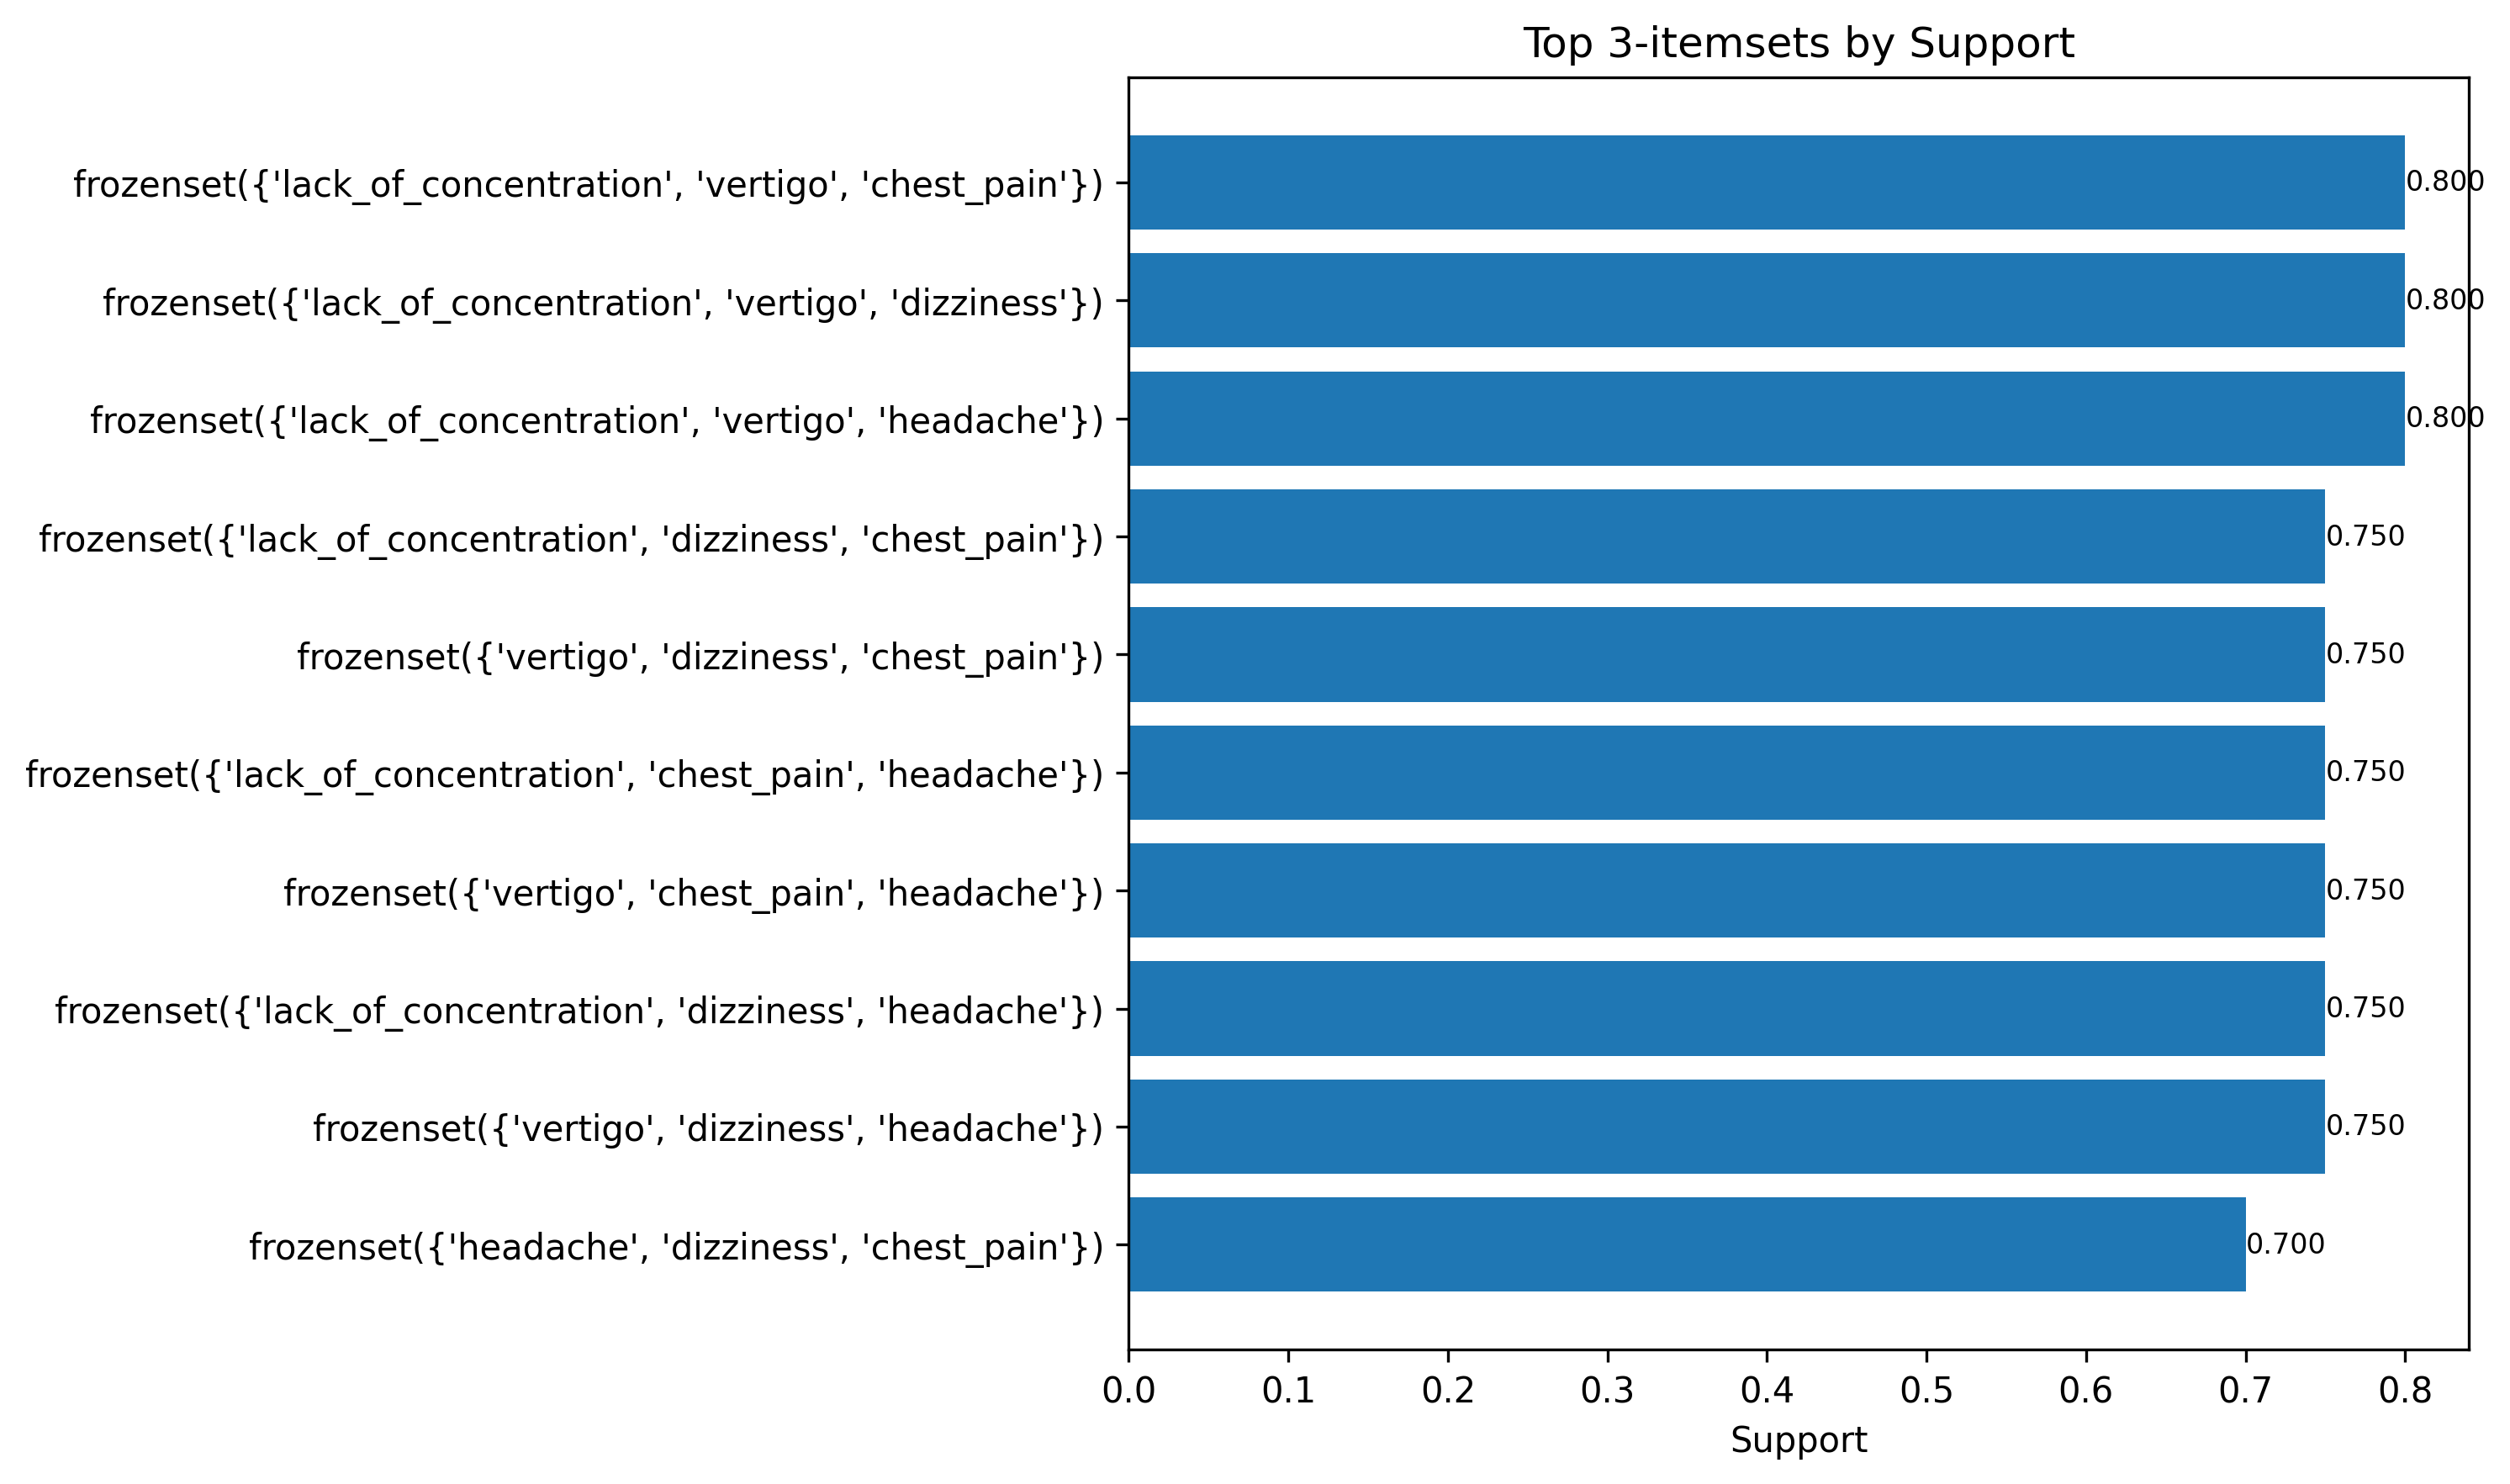 Top 3-itemsets by Support
frozenset({'lack_of_concentration', 'vertigo', 'chest_pain'}) 0.800
frozenset({'lack_of_concentration', 'vertigo', 'dizziness'}) 0.800
frozenset({'lack_of_concentration', 'vertigo', 'headache'}) 0.800
frozenset({'lack_of_concentration', 'dizziness', 'chest_pain'}) 0.750
frozenset({'vertigo', 'dizziness', 'chest_pain'}) 0.750
frozenset({'lack_of_concentration', 'chest_pain', 'headache'}) 0.750
frozenset({'vertigo', 'chest_pain', 'headache'}) 0.750
frozenset({'lack_of_concentration', 'dizziness', 'headache'}) 0.750
frozenset({'vertigo', 'dizziness', 'headache'}) 0.750
frozenset({'headache', 'dizziness', 'chest_pain'}) 0.700
0.0 0.1 0.2 0.3 0.4 0.5 0.6 0.7 0.8
Support